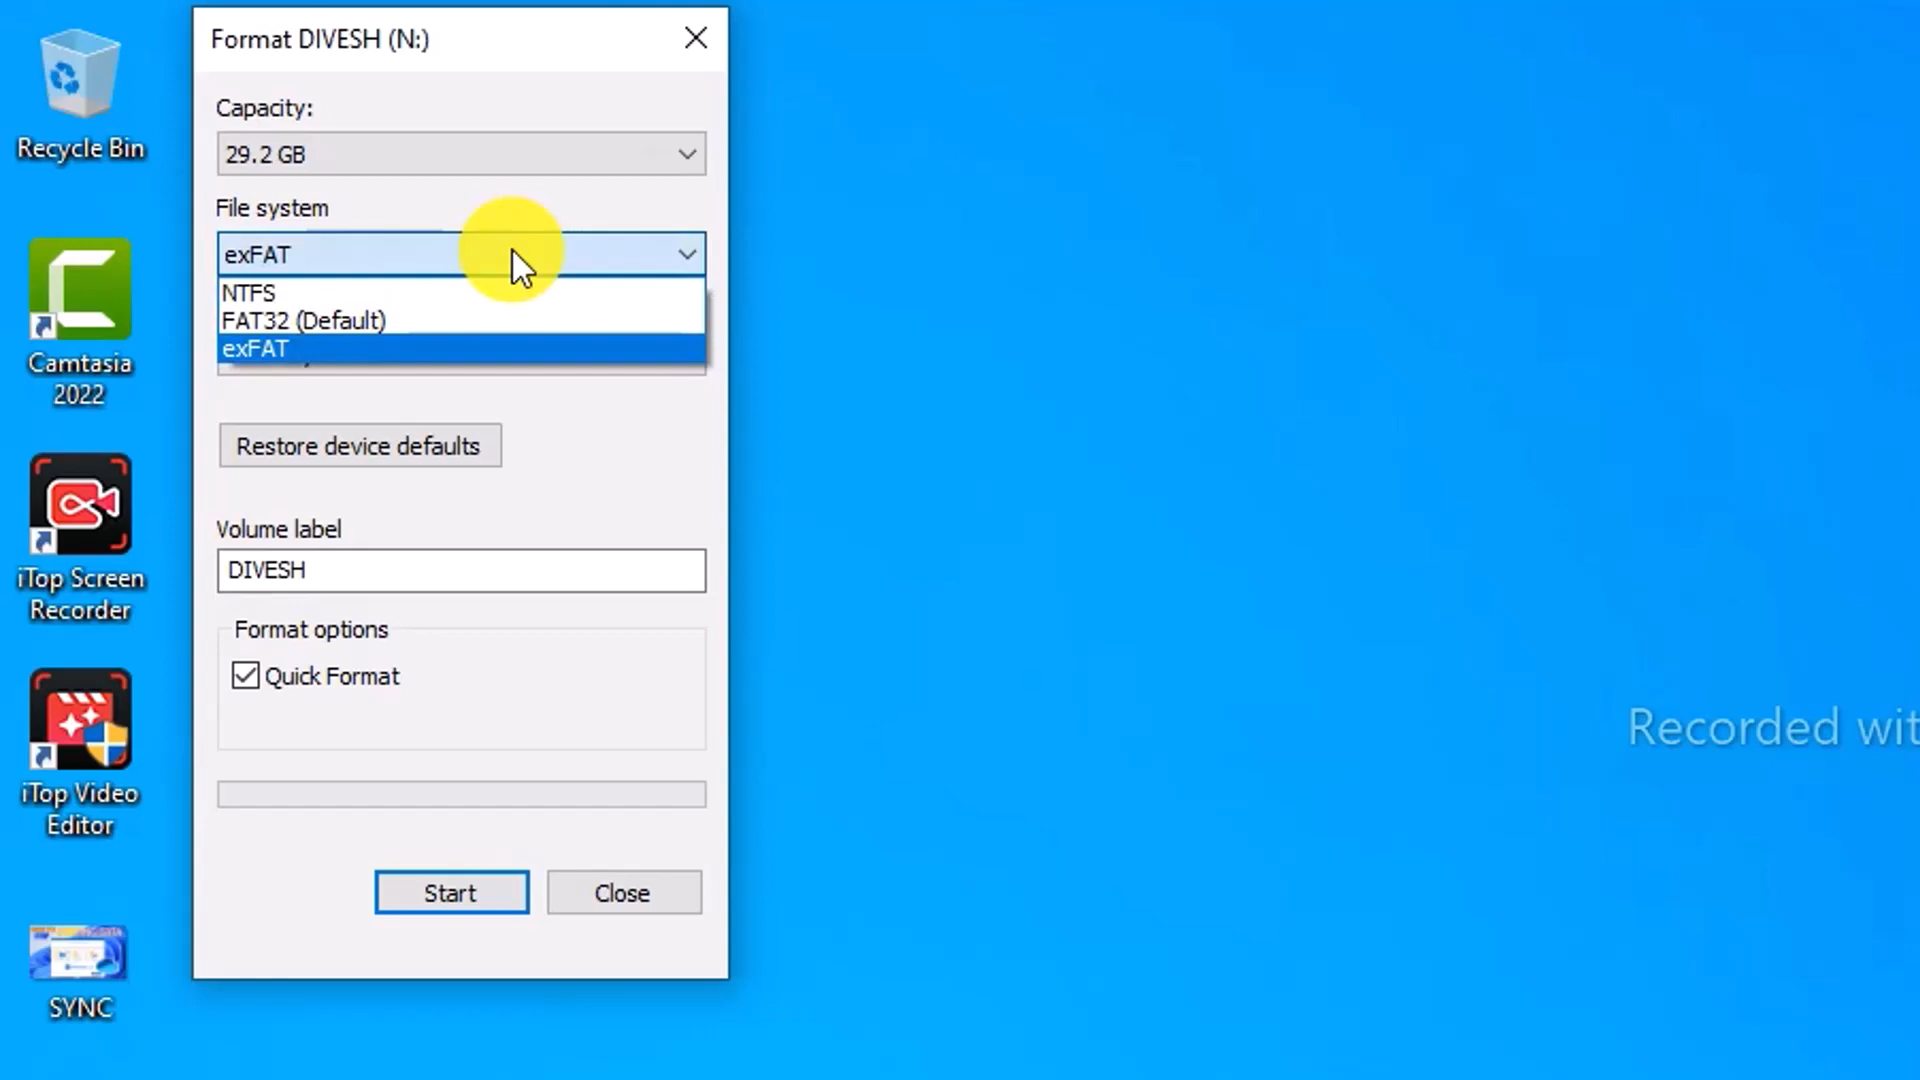 Recycle Bin
Camtasia
2022
iTop Screen
Recorder
iTop Video
Editor
SYNC
Format DIVESH (N:)
Capacity:
29.2 GB
File system
exFAT
NTFS
FAT32 (Default)
exFAT
Restore device defaults
Volume label
DIVESH
Format options
Quick Format
Start
Close
Recorded wit